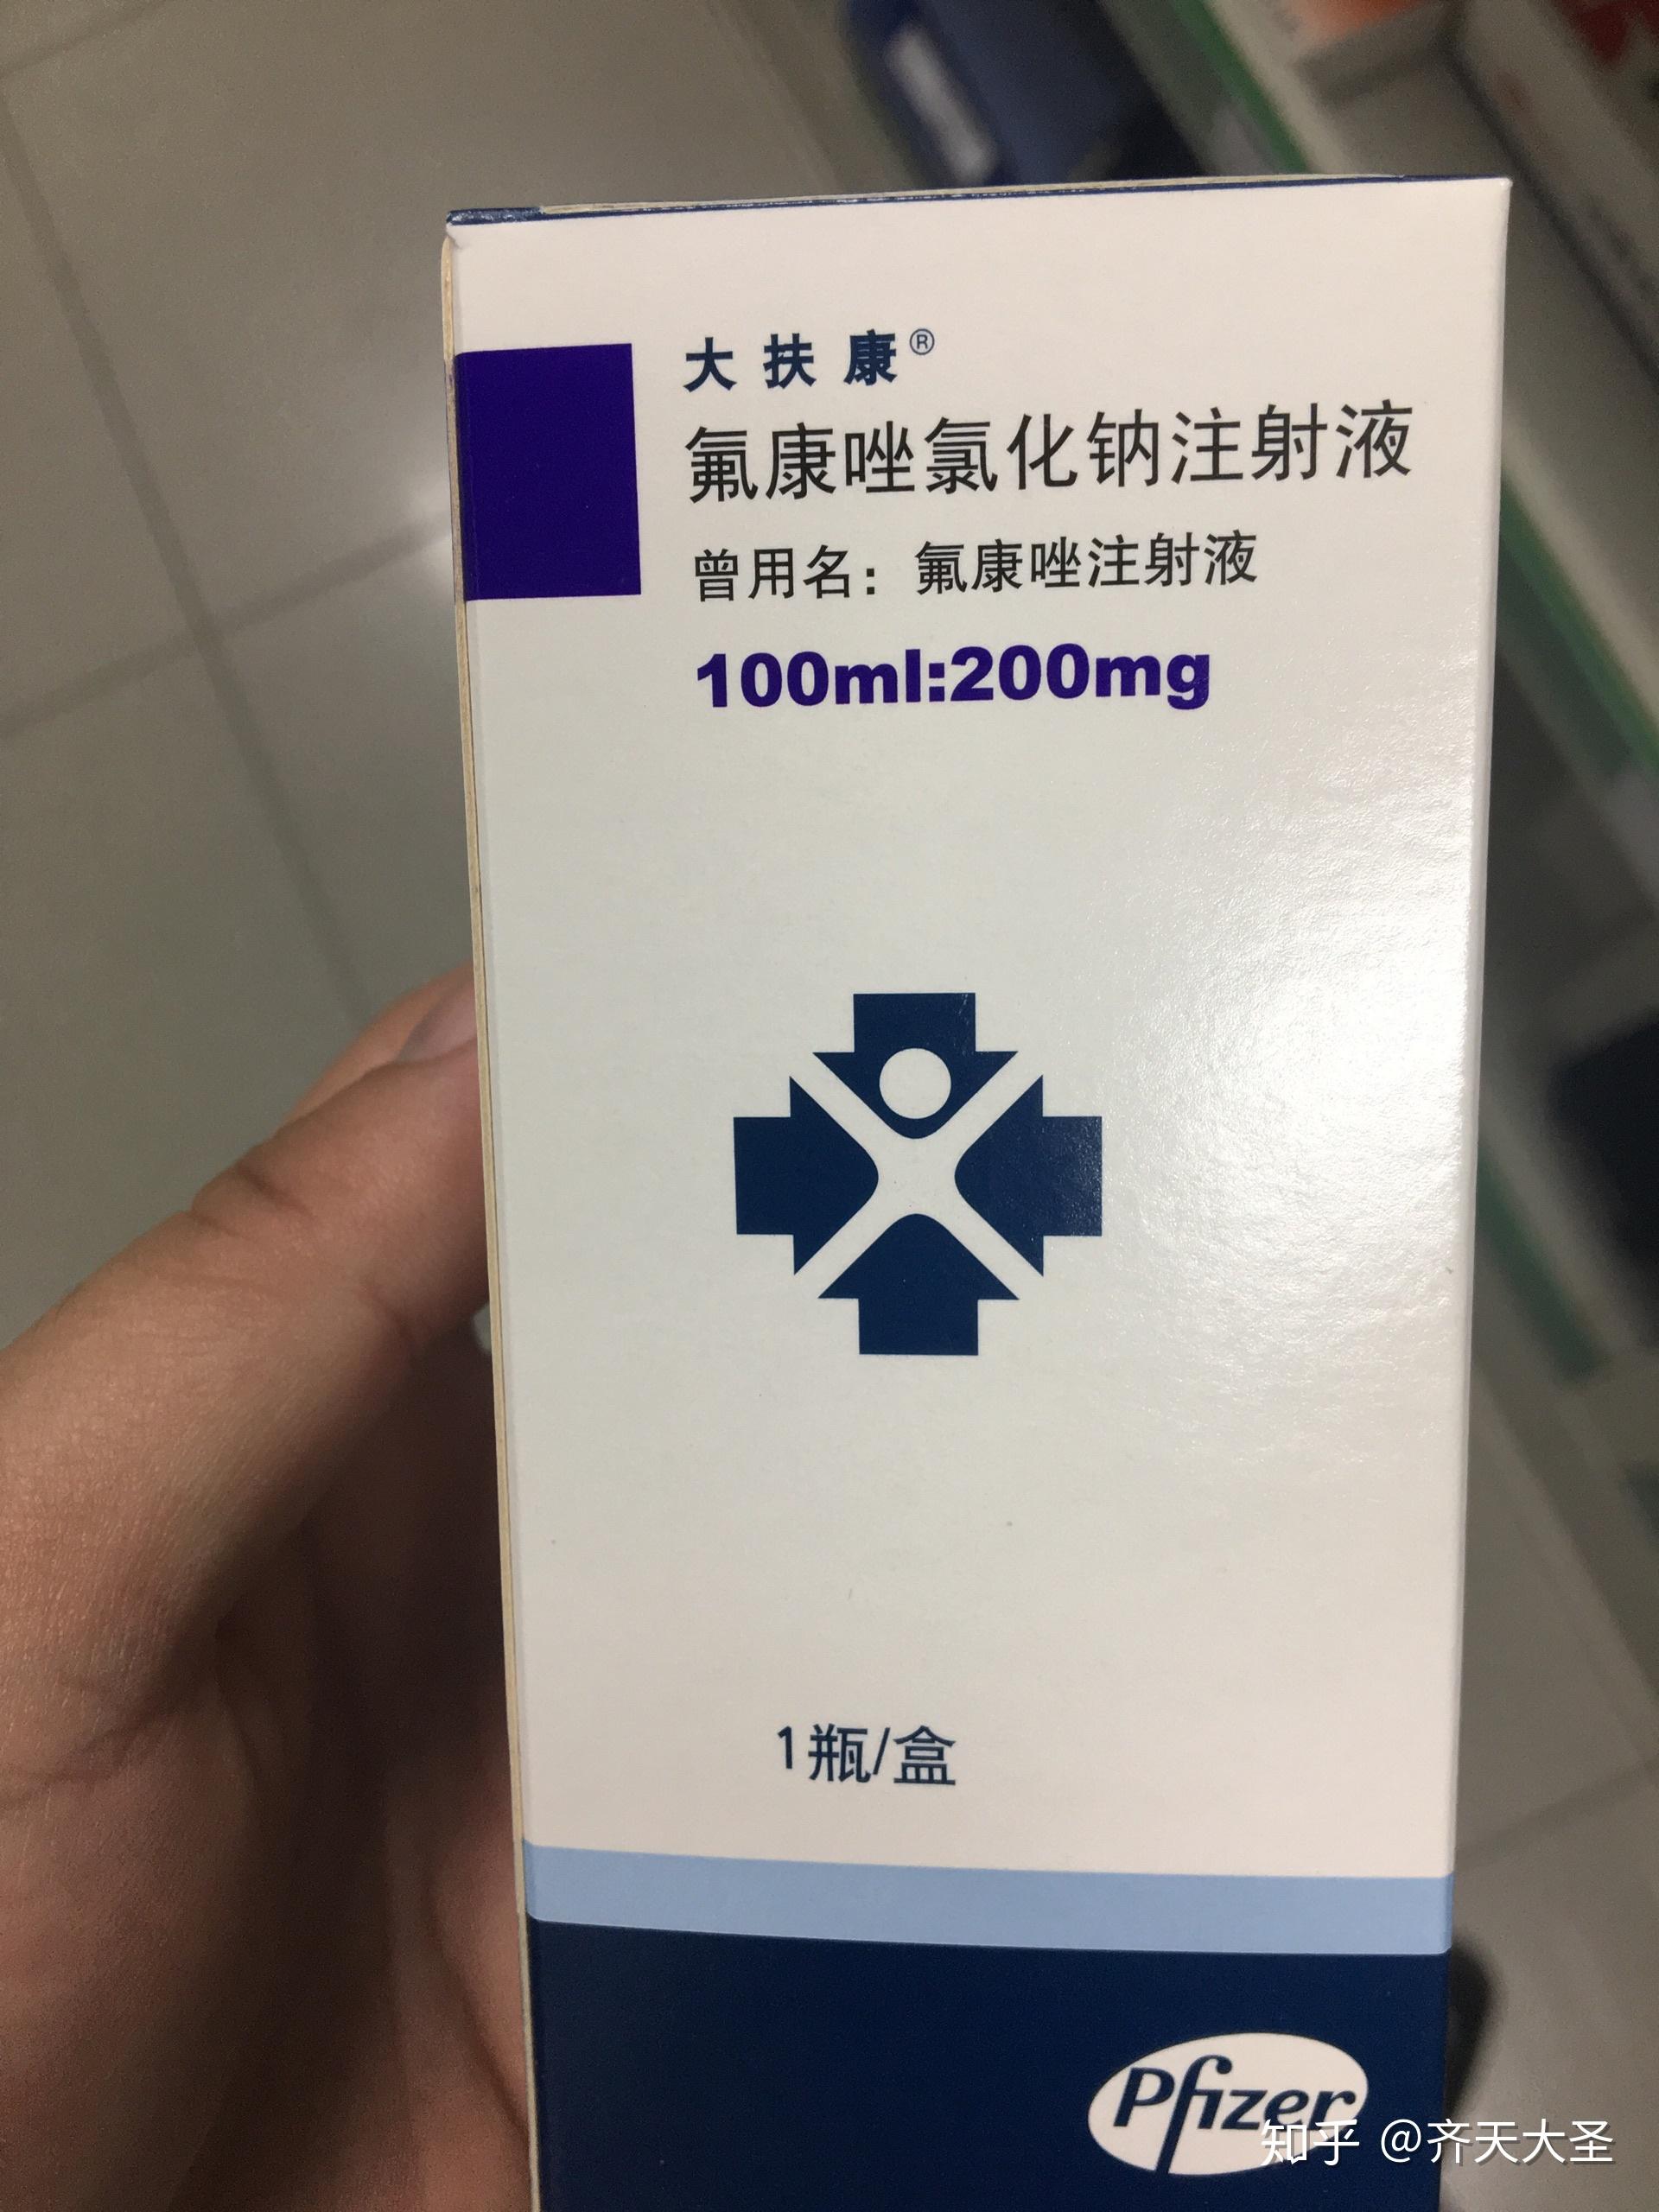 大扶康®
氟康唑氯化钠注射液
曾用名：氟康唑注射液
100ml:200mg
1瓶/盒
Pfizer
知乎 @齐天大圣